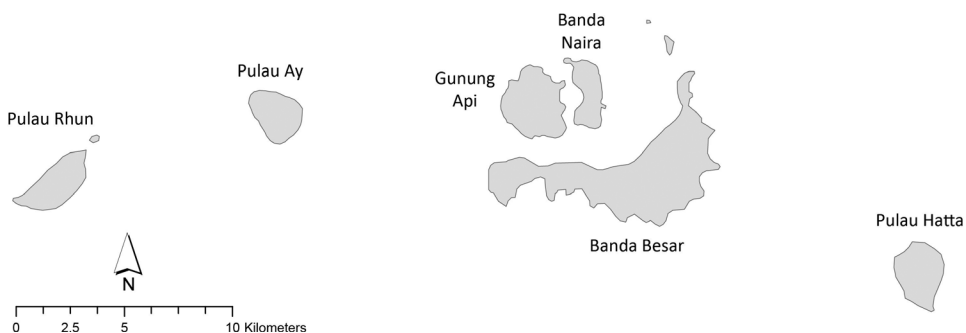 Banda
Naira
Pulau Ay
Gunung
Api
Pulau Rhun
Pulau Hatta
Banda Besar
N
0 2.5 5 10 Kilometers